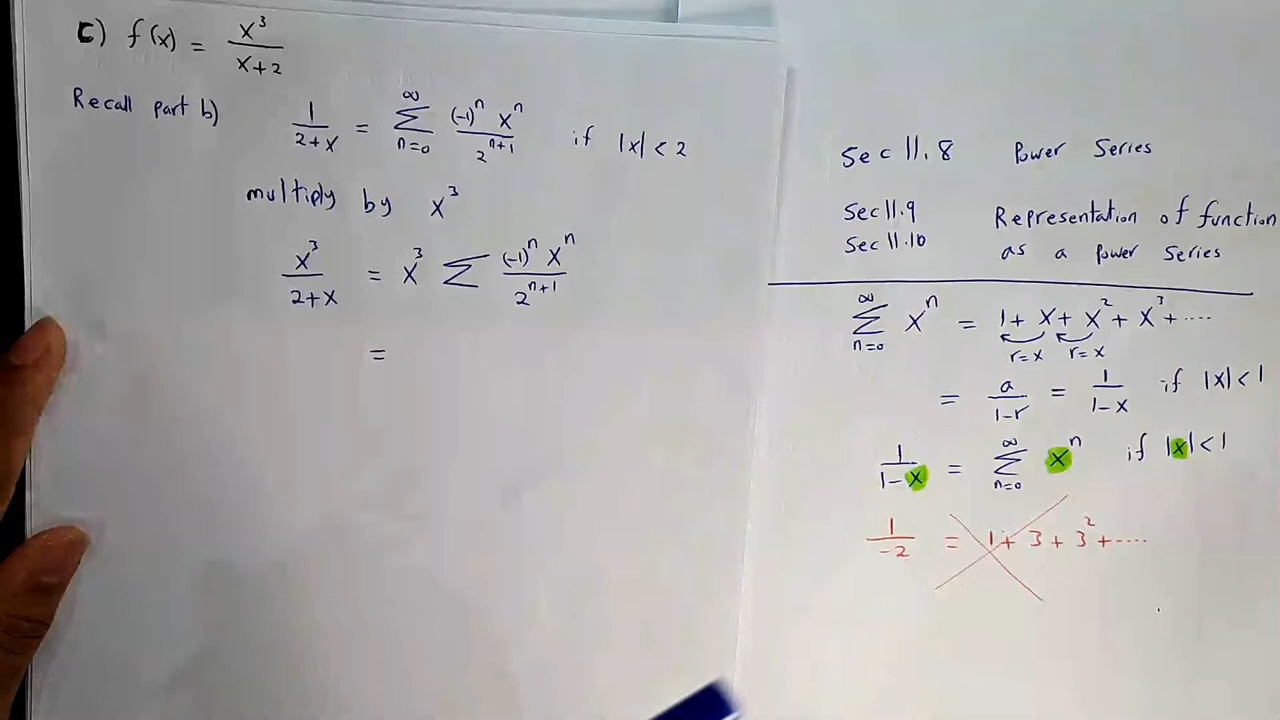 c) f(x) = x³/(x+2)
Recall part b) 1/(2+x) = ∑_{n=0}^{∞} (-1)ⁿ xⁿ / 2ⁿ⁺¹ if |x| < 2
multiply by x³
x³/(2+x) = x³ ∑ (-1)ⁿ xⁿ / 2ⁿ⁺¹
=
Sec 11.8 Power Series
Sec 11.9 Representation of function
Sec 11.10 as a Power Series
∑_{n=0}^{∞} xⁿ = 1 + x + x² + x³ + ....
r=x r=x
= a/(1-r) = 1/(1-x) if |x| < 1
1/(1-x) = ∑_{n=0}^{∞} xⁿ if |x| < 1
1/-2 = 1 + 3 + 3² + ....